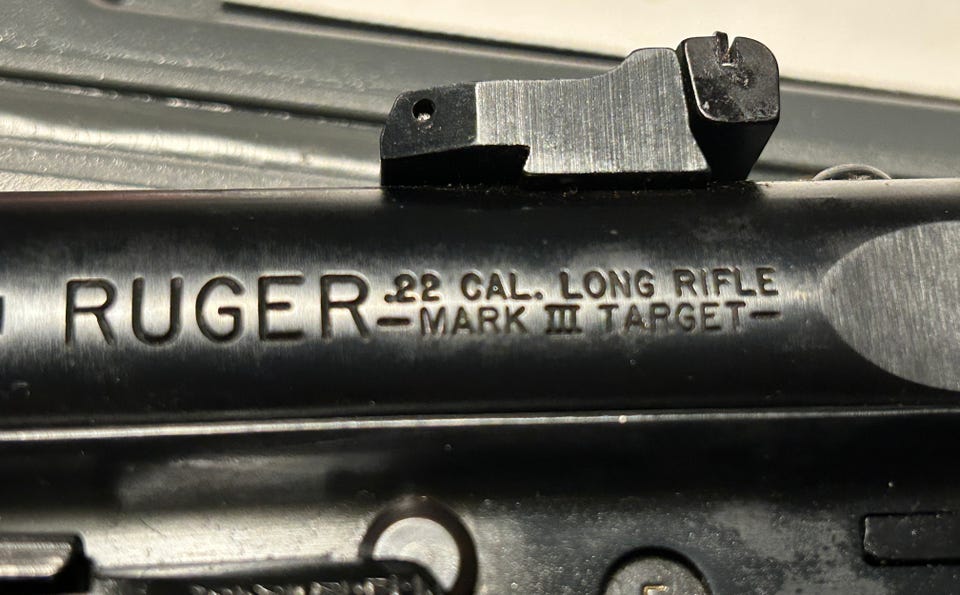 RUGER
.22 CAL. LONG RIFLE
—MARK III TARGET—